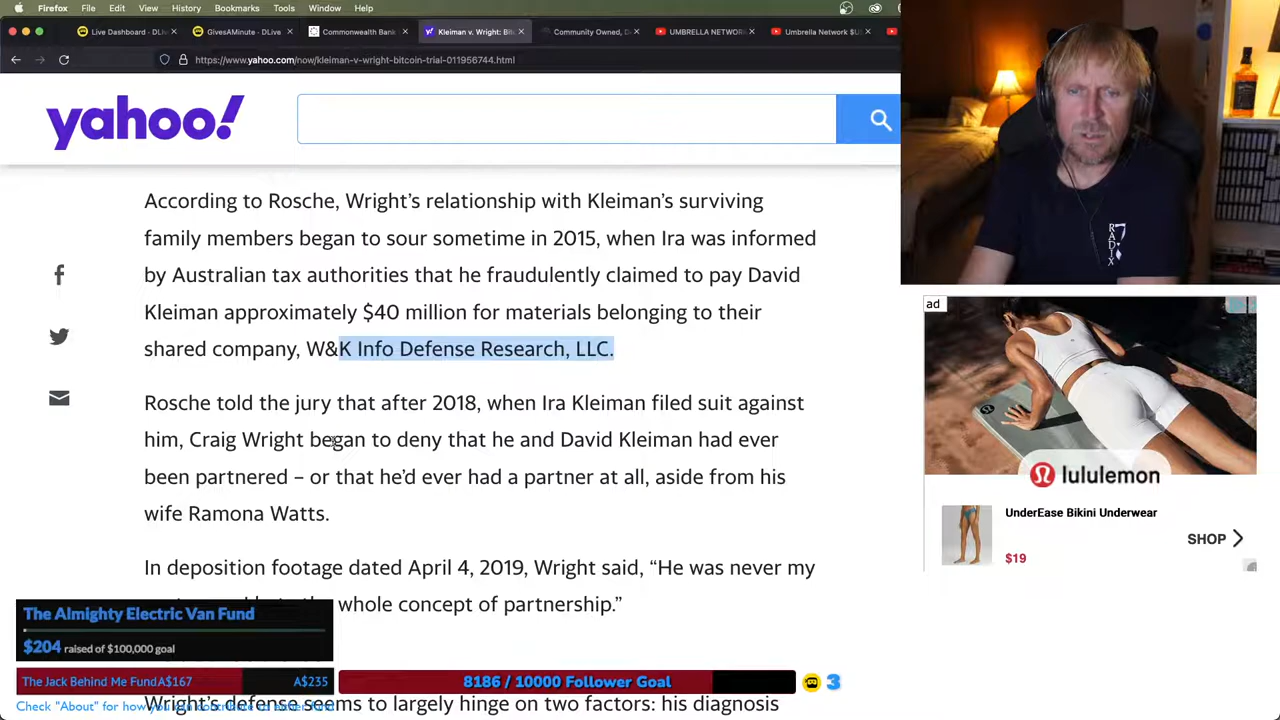 Firefox File Edit View History Bookmarks Tools Window Help
Live Dashboard - DLive
GivesAMinute - DLive
Commonwealth Bank
Kleiman v. Wright: Bitc
Community Owned, D
UMBRELLA NETWOR
Umbrella Network $U
https://www.yahoo.com/now/kleiman-v-wright-bitcoin-trial-011956744.html
yahoo!
According to Rosche, Wright’s relationship with Kleiman’s surviving
family members began to sour sometime in 2015, when Ira was informed
by Australian tax authorities that he fraudulently claimed to pay David
Kleiman approximately $40 million for materials belonging to their
shared company, W&K Info Defense Research, LLC.
Rosche told the jury that after 2018, when Ira Kleiman filed suit against
him, Craig Wright began to deny that he and David Kleiman had ever
been partnered – or that he’d ever had a partner at all, aside from his
wife Ramona Watts.
In deposition footage dated April 4, 2019, Wright said, “He was never my
whole concept of partnership.”
Wright’s defense seems to largely hinge on two factors: his diagnosis
The Almighty Electric Van Fund
$204 raised of $100,000 goal
The Jack Behind Me Fund A$167 A$235
8186 / 10000 Follower Goal
3
Check "About" for how you can contribute to either fund
RADIX
ad
lululemon
UnderEase Bikini Underwear
SHOP
$19